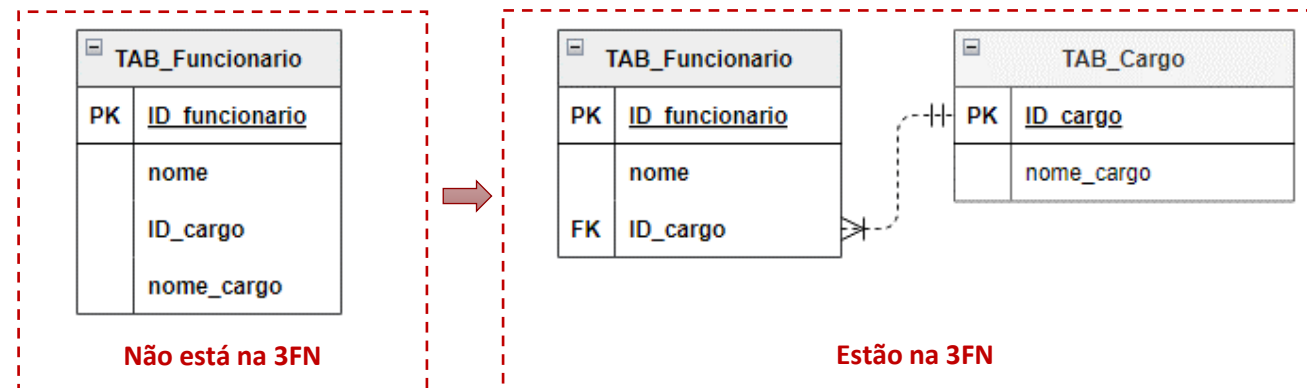 TAB_Funcionario
PK ID_funcionario
nome
ID_cargo
nome_cargo
Não está na 3FN
TAB_Funcionario
PK ID_funcionario
nome
FK ID_cargo
TAB_Cargo
PK ID_cargo
nome_cargo
Estão na 3FN